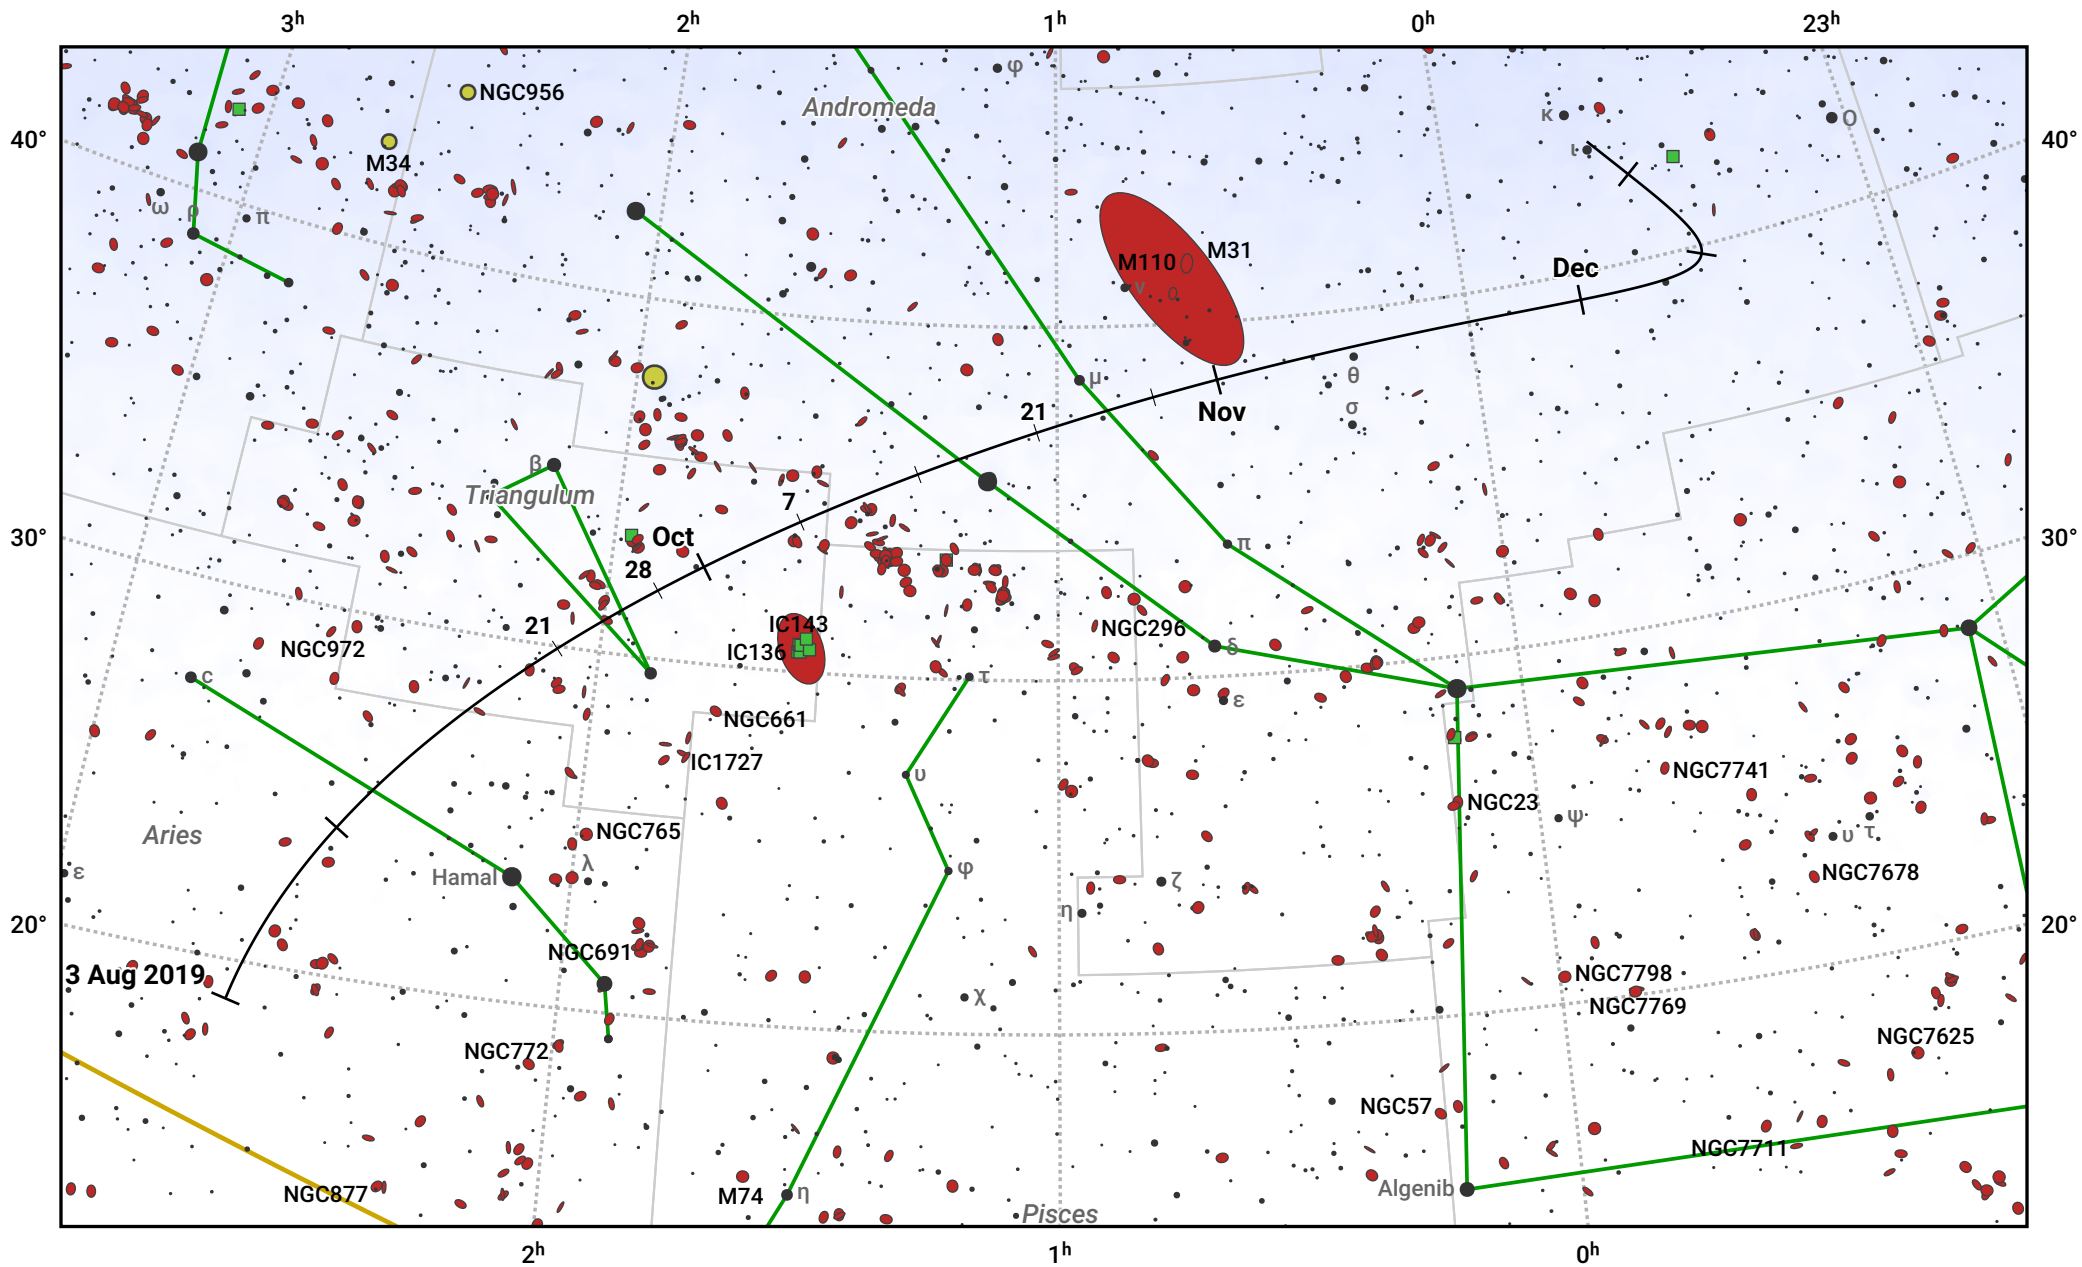 3ʰ 2ʰ 1ʰ 0ʰ 23ʰ
φ
NGC956
Andromeda
κ
ο
40°
40°
M34
ι
ω ρ π
M31
M110
ν
Dec
θ
μ
21
Nov
σ
β
Triangulum
7
Oct
30°
30°
π
28
IC143
21
NGC296
NGC972
IC136
δ
c
τ
ε
NGC661
IC1727
NGC7741
υ
NGC23
ψ
Aries
NGC765
υ τ
ε
Hamal
λ
φ
ζ
NGC7678
η
20°
20°
NGC691
3 Aug 2019
NGC7798
χ
NGC7769
NGC772
NGC7625
NGC57
NGC7711
NGC877
M74
η
Algenib
Pisces
2ʰ 1ʰ 0ʰ